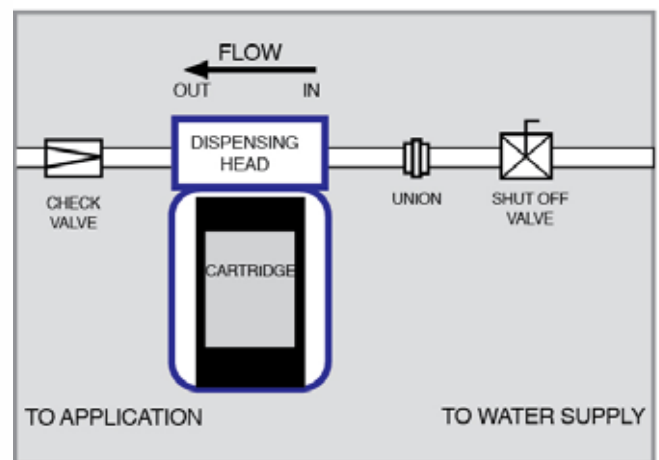 FLOW
OUT IN
DISPENSING
HEAD
CHECK
VALVE
UNION
SHUT OFF
VALVE
CARTRIDGE
TO APPLICATION
TO WATER SUPPLY